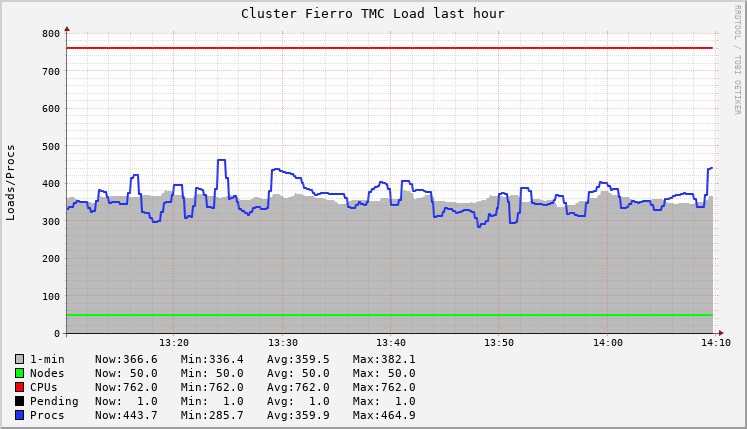 Cluster Fierro TMC Load last hour
RRDTOOL / TOBI OETIKER
Loads/Procs
800
700
600
500
400
300
200
100
0
13:20 13:30 13:40 13:50 14:00 14:10
1-min Now:366.6 Min:336.4 Avg:359.5 Max:382.1
Nodes Now: 50.0 Min: 50.0 Avg: 50.0 Max: 50.0
CPUs Now:762.0 Min:762.0 Avg:762.0 Max:762.0
Pending Now: 1.0 Min: 1.0 Avg: 1.0 Max: 1.0
Procs Now:443.7 Min:285.7 Avg:359.9 Max:464.9